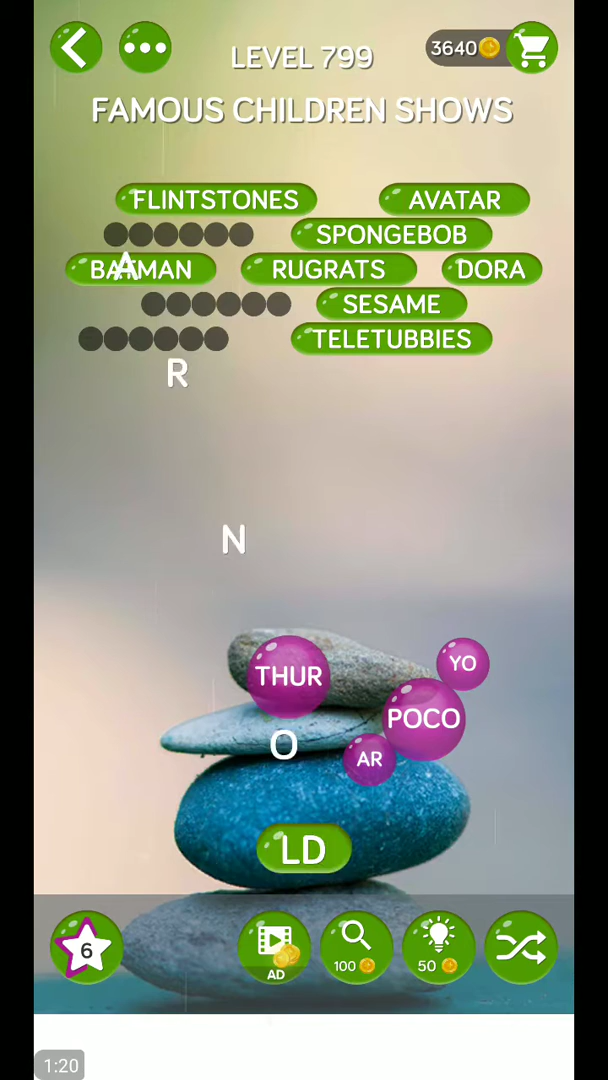 LEVEL 799
3640
FAMOUS CHILDREN SHOWS
FLINTSTONES AVATAR
SPONGEBOB
BATMAN RUGRATS DORA
A
SESAME
TELETUBBIES
R
N
YO
THUR
POCO
O
AR
LD
6
AD
100
50
1:20